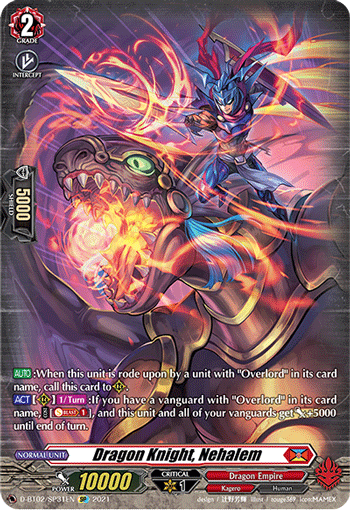 2
GRADE
INTERCEPT
5000
SHIELD
AUTO :When this unit is rode upon by a unit with "Overlord" in its card
name, call this card to R.
ACT [R] 1/Turn :If you have a vanguard with "Overlord" in its card
name, [COST [SOUL BLAST 1], and this unit and all of your vanguards get +5000
until end of turn.
NORMAL UNIT
Dragon Knight, Nehalem
POWER 10000
CRITICAL
1
Dragon Empire
Kagero Human
D-BT02/SP31EN SP 2021
design / 辻野芳輝 illust / rouge369 icon:MAMEX